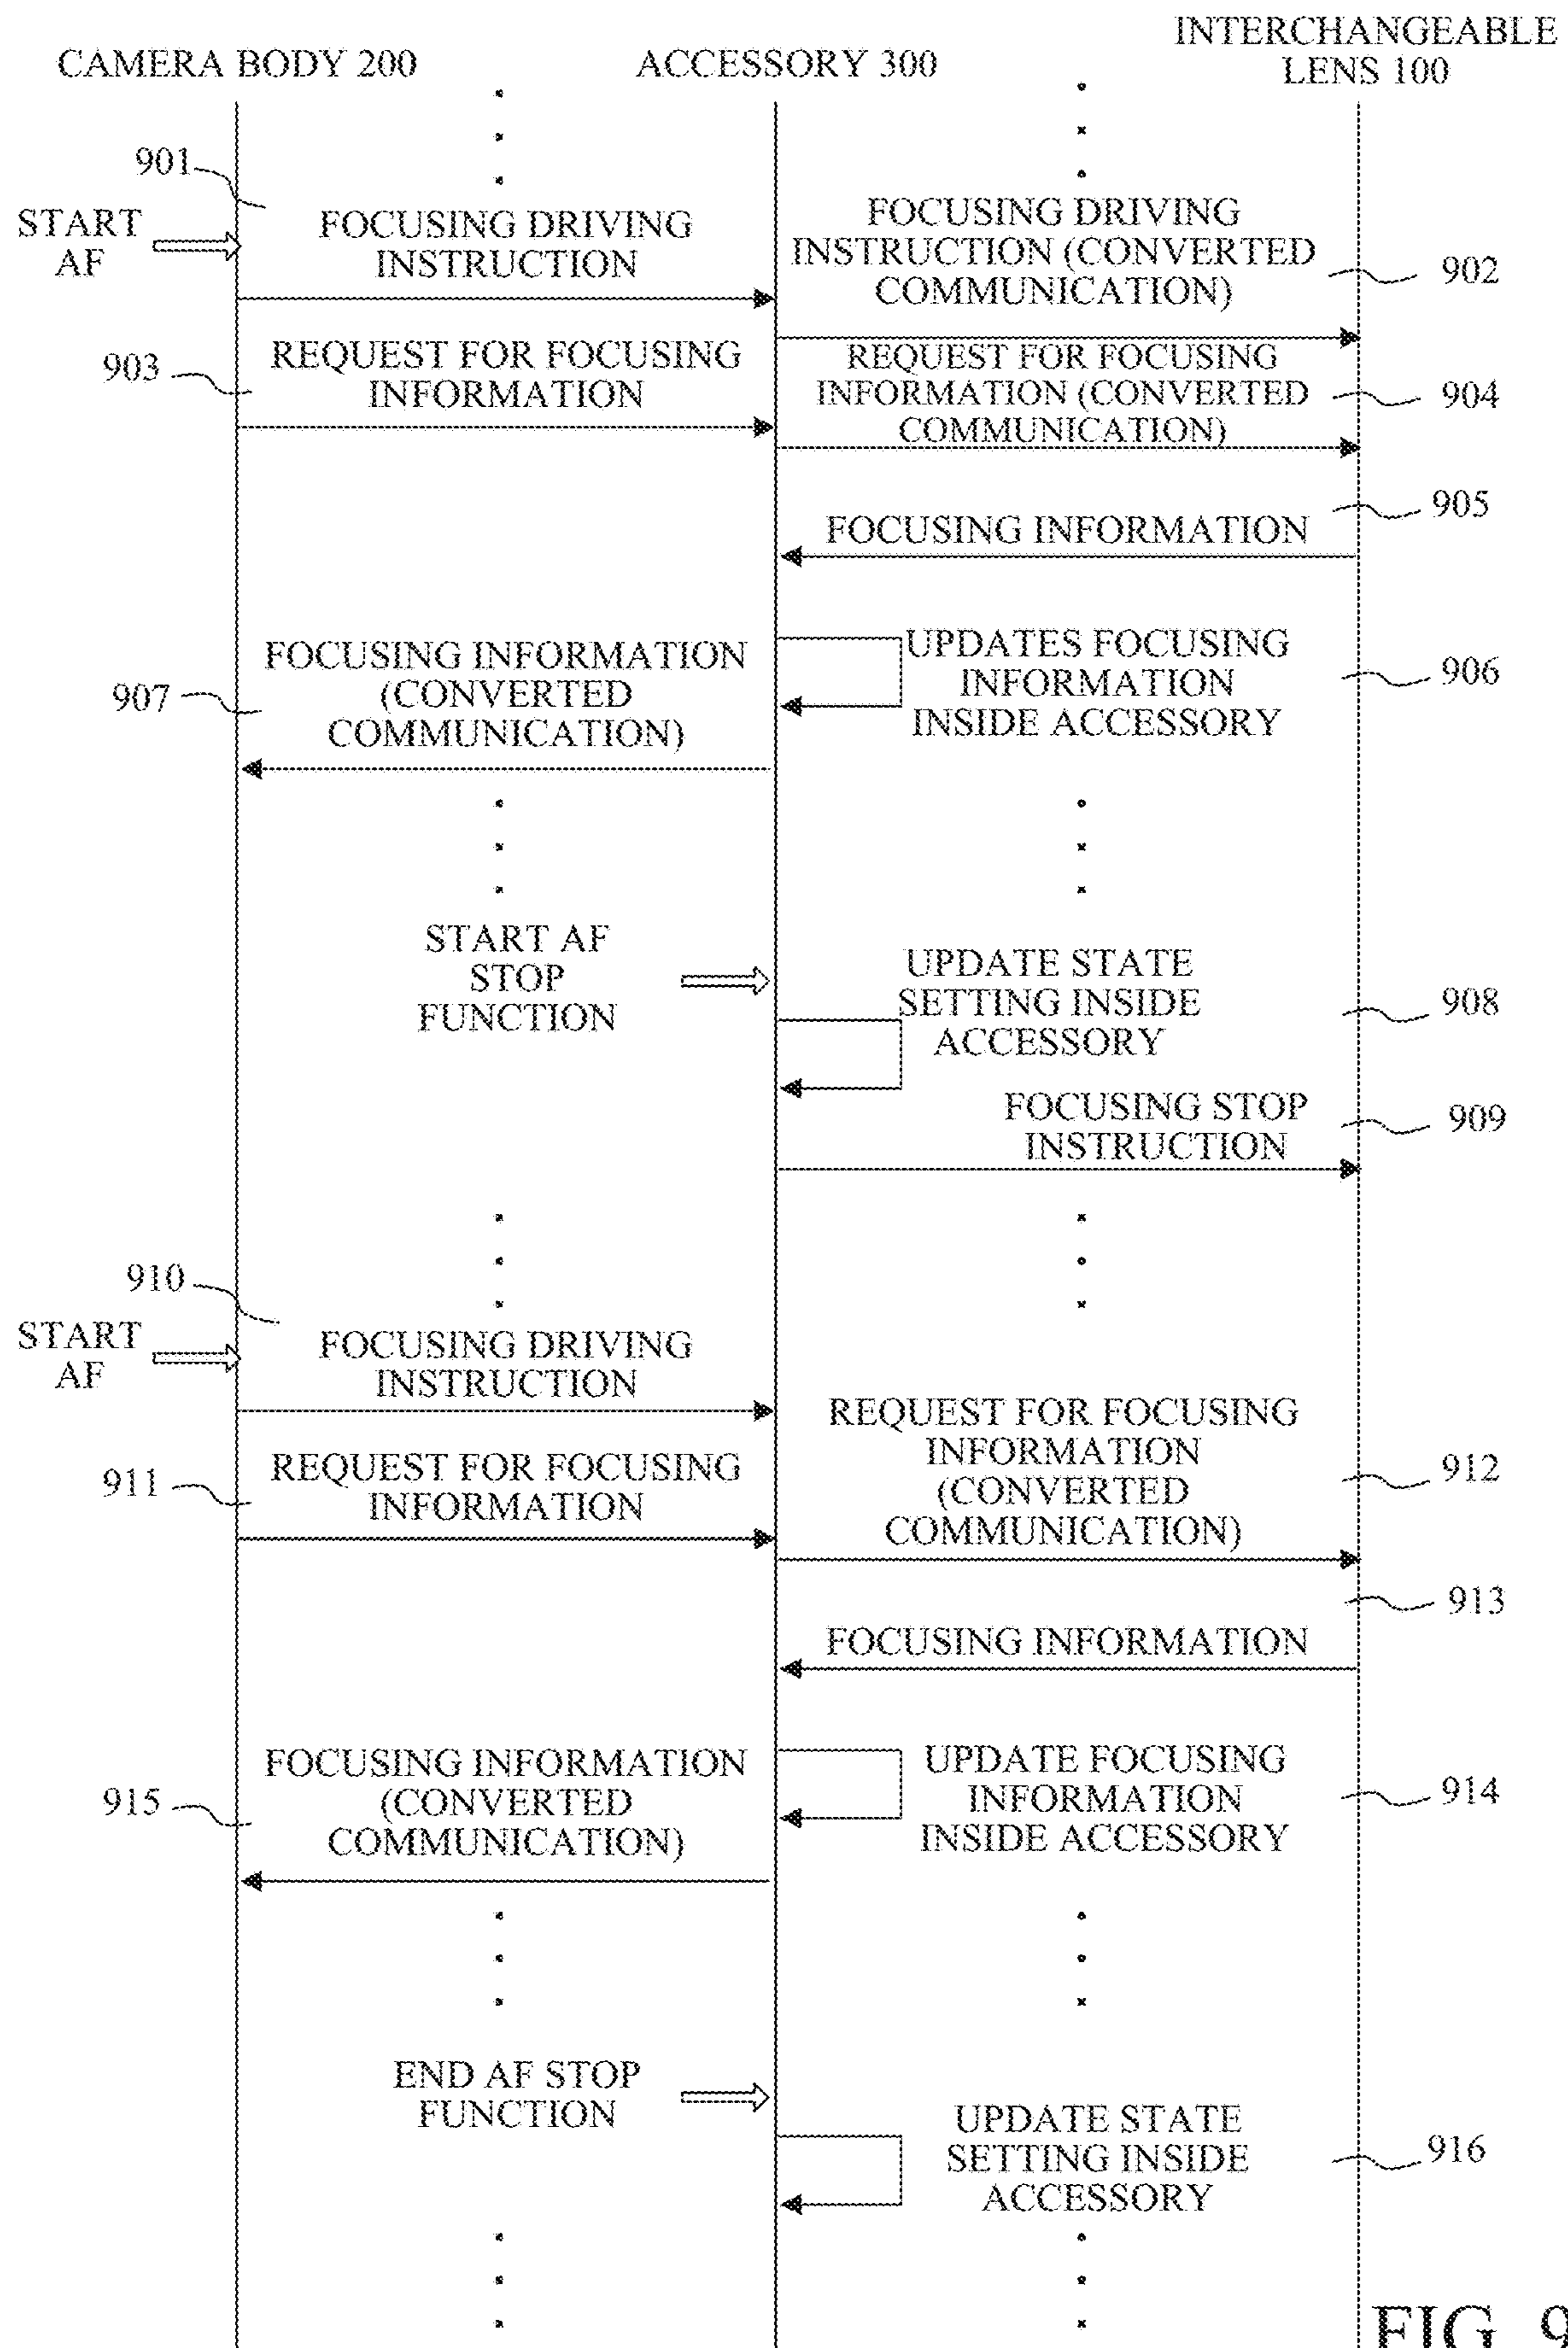 CAMERA BODY 200
ACCESSORY 300
INTERCHANGEABLE
LENS 100
901
START
AF
FOCUSING DRIVING
INSTRUCTION
FOCUSING DRIVING
INSTRUCTION (CONVERTED
COMMUNICATION)
902
903
REQUEST FOR FOCUSING
INFORMATION
REQUEST FOR FOCUSING
INFORMATION (CONVERTED
COMMUNICATION)
904
905
FOCUSING INFORMATION
907
FOCUSING INFORMATION
(CONVERTED
COMMUNICATION)
UPDATES FOCUSING
INFORMATION
INSIDE ACCESSORY
906
START AF
STOP
FUNCTION
UPDATE STATE
SETTING INSIDE
ACCESSORY
908
FOCUSING STOP
INSTRUCTION
909
910
START
AF
FOCUSING DRIVING
INSTRUCTION
911
REQUEST FOR FOCUSING
INFORMATION
REQUEST FOR FOCUSING
INFORMATION
(CONVERTED
COMMUNICATION)
912
913
FOCUSING INFORMATION
915
FOCUSING INFORMATION
(CONVERTED
COMMUNICATION)
UPDATE FOCUSING
INFORMATION
INSIDE ACCESSORY
914
END AF STOP
FUNCTION
UPDATE STATE
SETTING INSIDE
ACCESSORY
916
FIG. 9